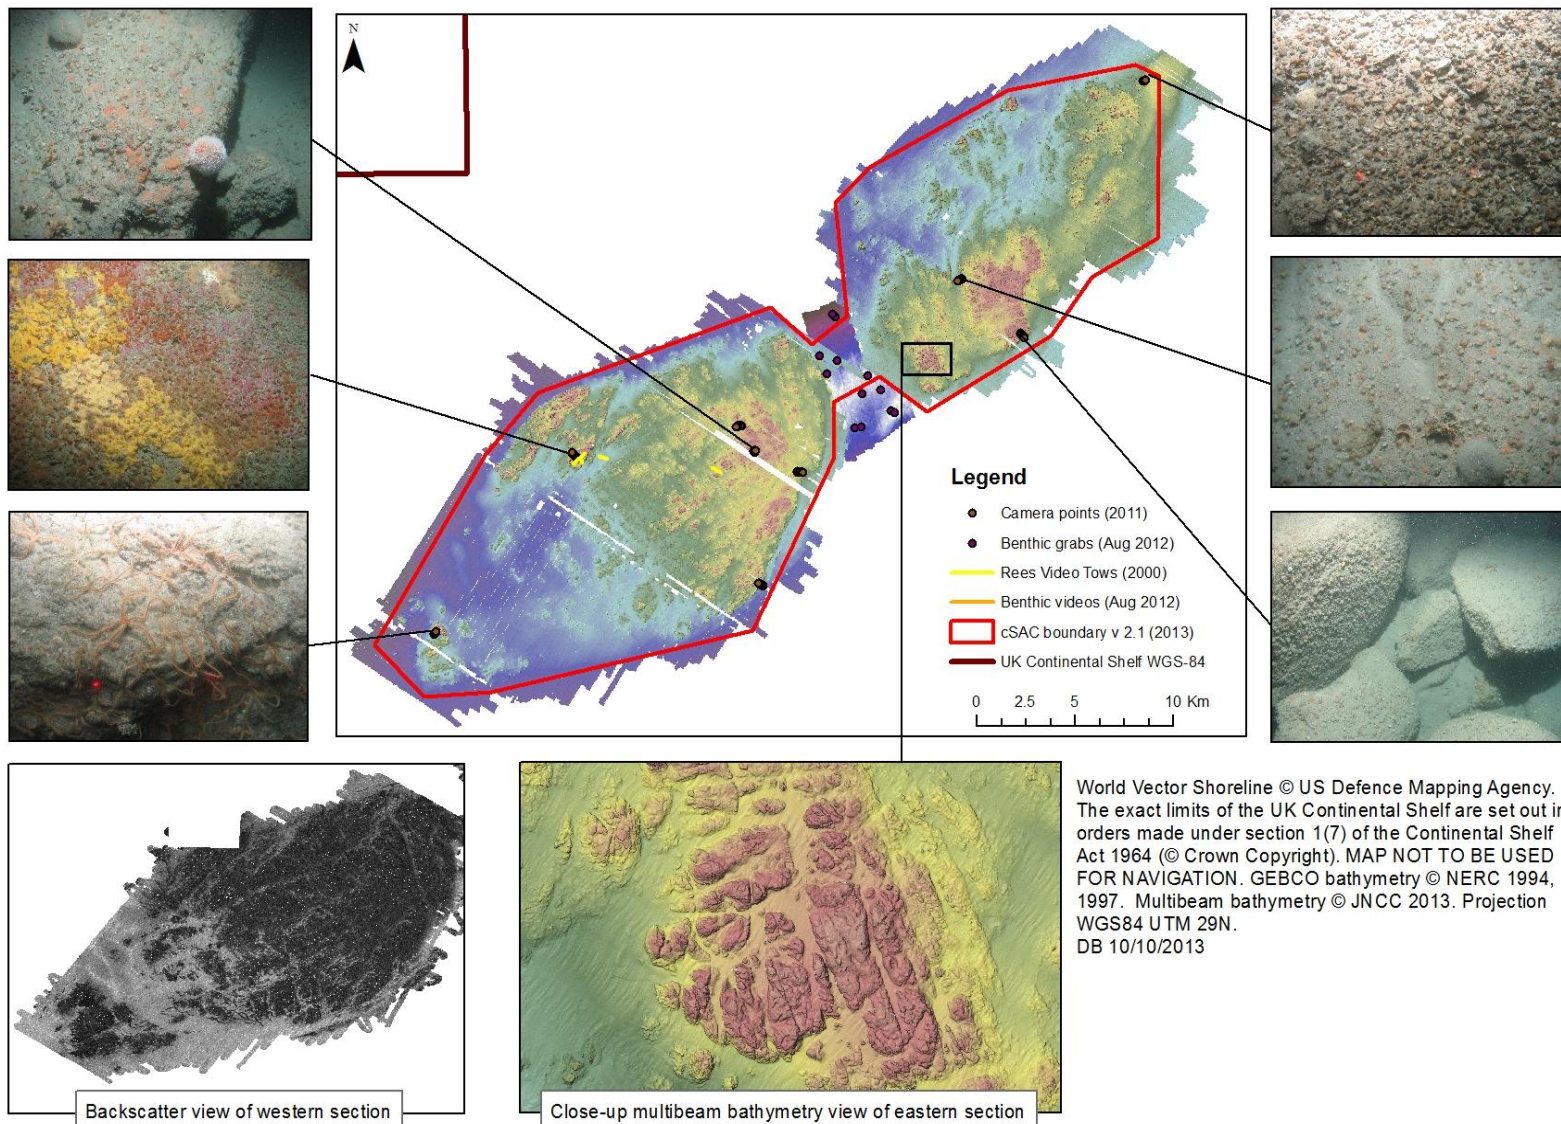 N
Legend
Camera points (2011)
Benthic grabs (Aug 2012)
Rees Video Tows (2000)
Benthic videos (Aug 2012)
cSAC boundary v 2.1 (2013)
UK Continental Shelf WGS-84
0 2.5 5 10 Km
World Vector Shoreline © US Defence Mapping Agency.
The exact limits of the UK Continental Shelf are set out in
orders made under section 1(7) of the Continental Shelf
Act 1964 (© Crown Copyright). MAP NOT TO BE USED
FOR NAVIGATION. GEBCO bathymetry © NERC 1994,
1997. Multibeam bathymetry © JNCC 2013. Projection
WGS84 UTM 29N.
DB 10/10/2013
Backscatter view of western section
Close-up multibeam bathymetry view of eastern section